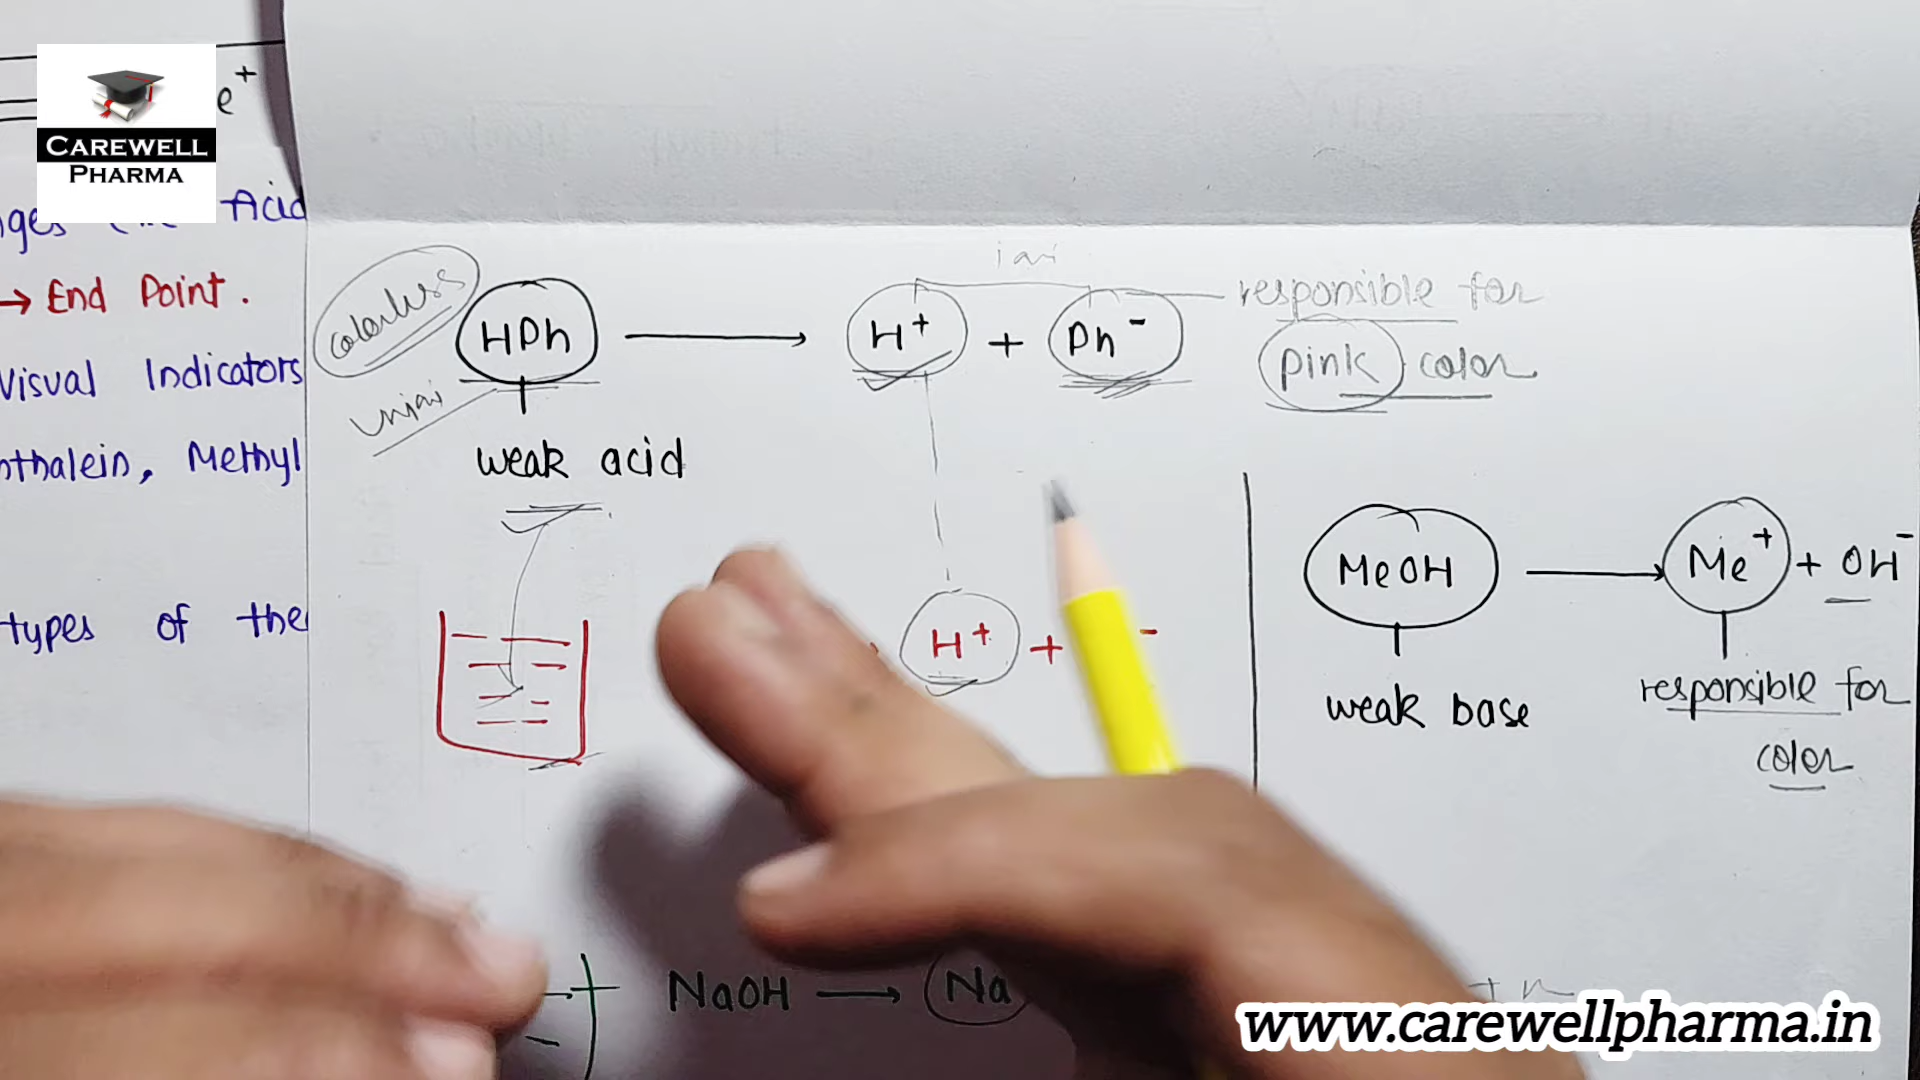 CAREWELL
PHARMA
e⁺
Acid
→ End Point.
Visual Indicators
nthalein, Methyl
types of the
colorless
HPh → H⁺ + Ph⁻
responsible for
pink color
weak acid
H⁺ + -
MeOH → Me⁺ + OH⁻
weak base
responsible for
color
+ NaOH → Na
www.carewellpharma.in